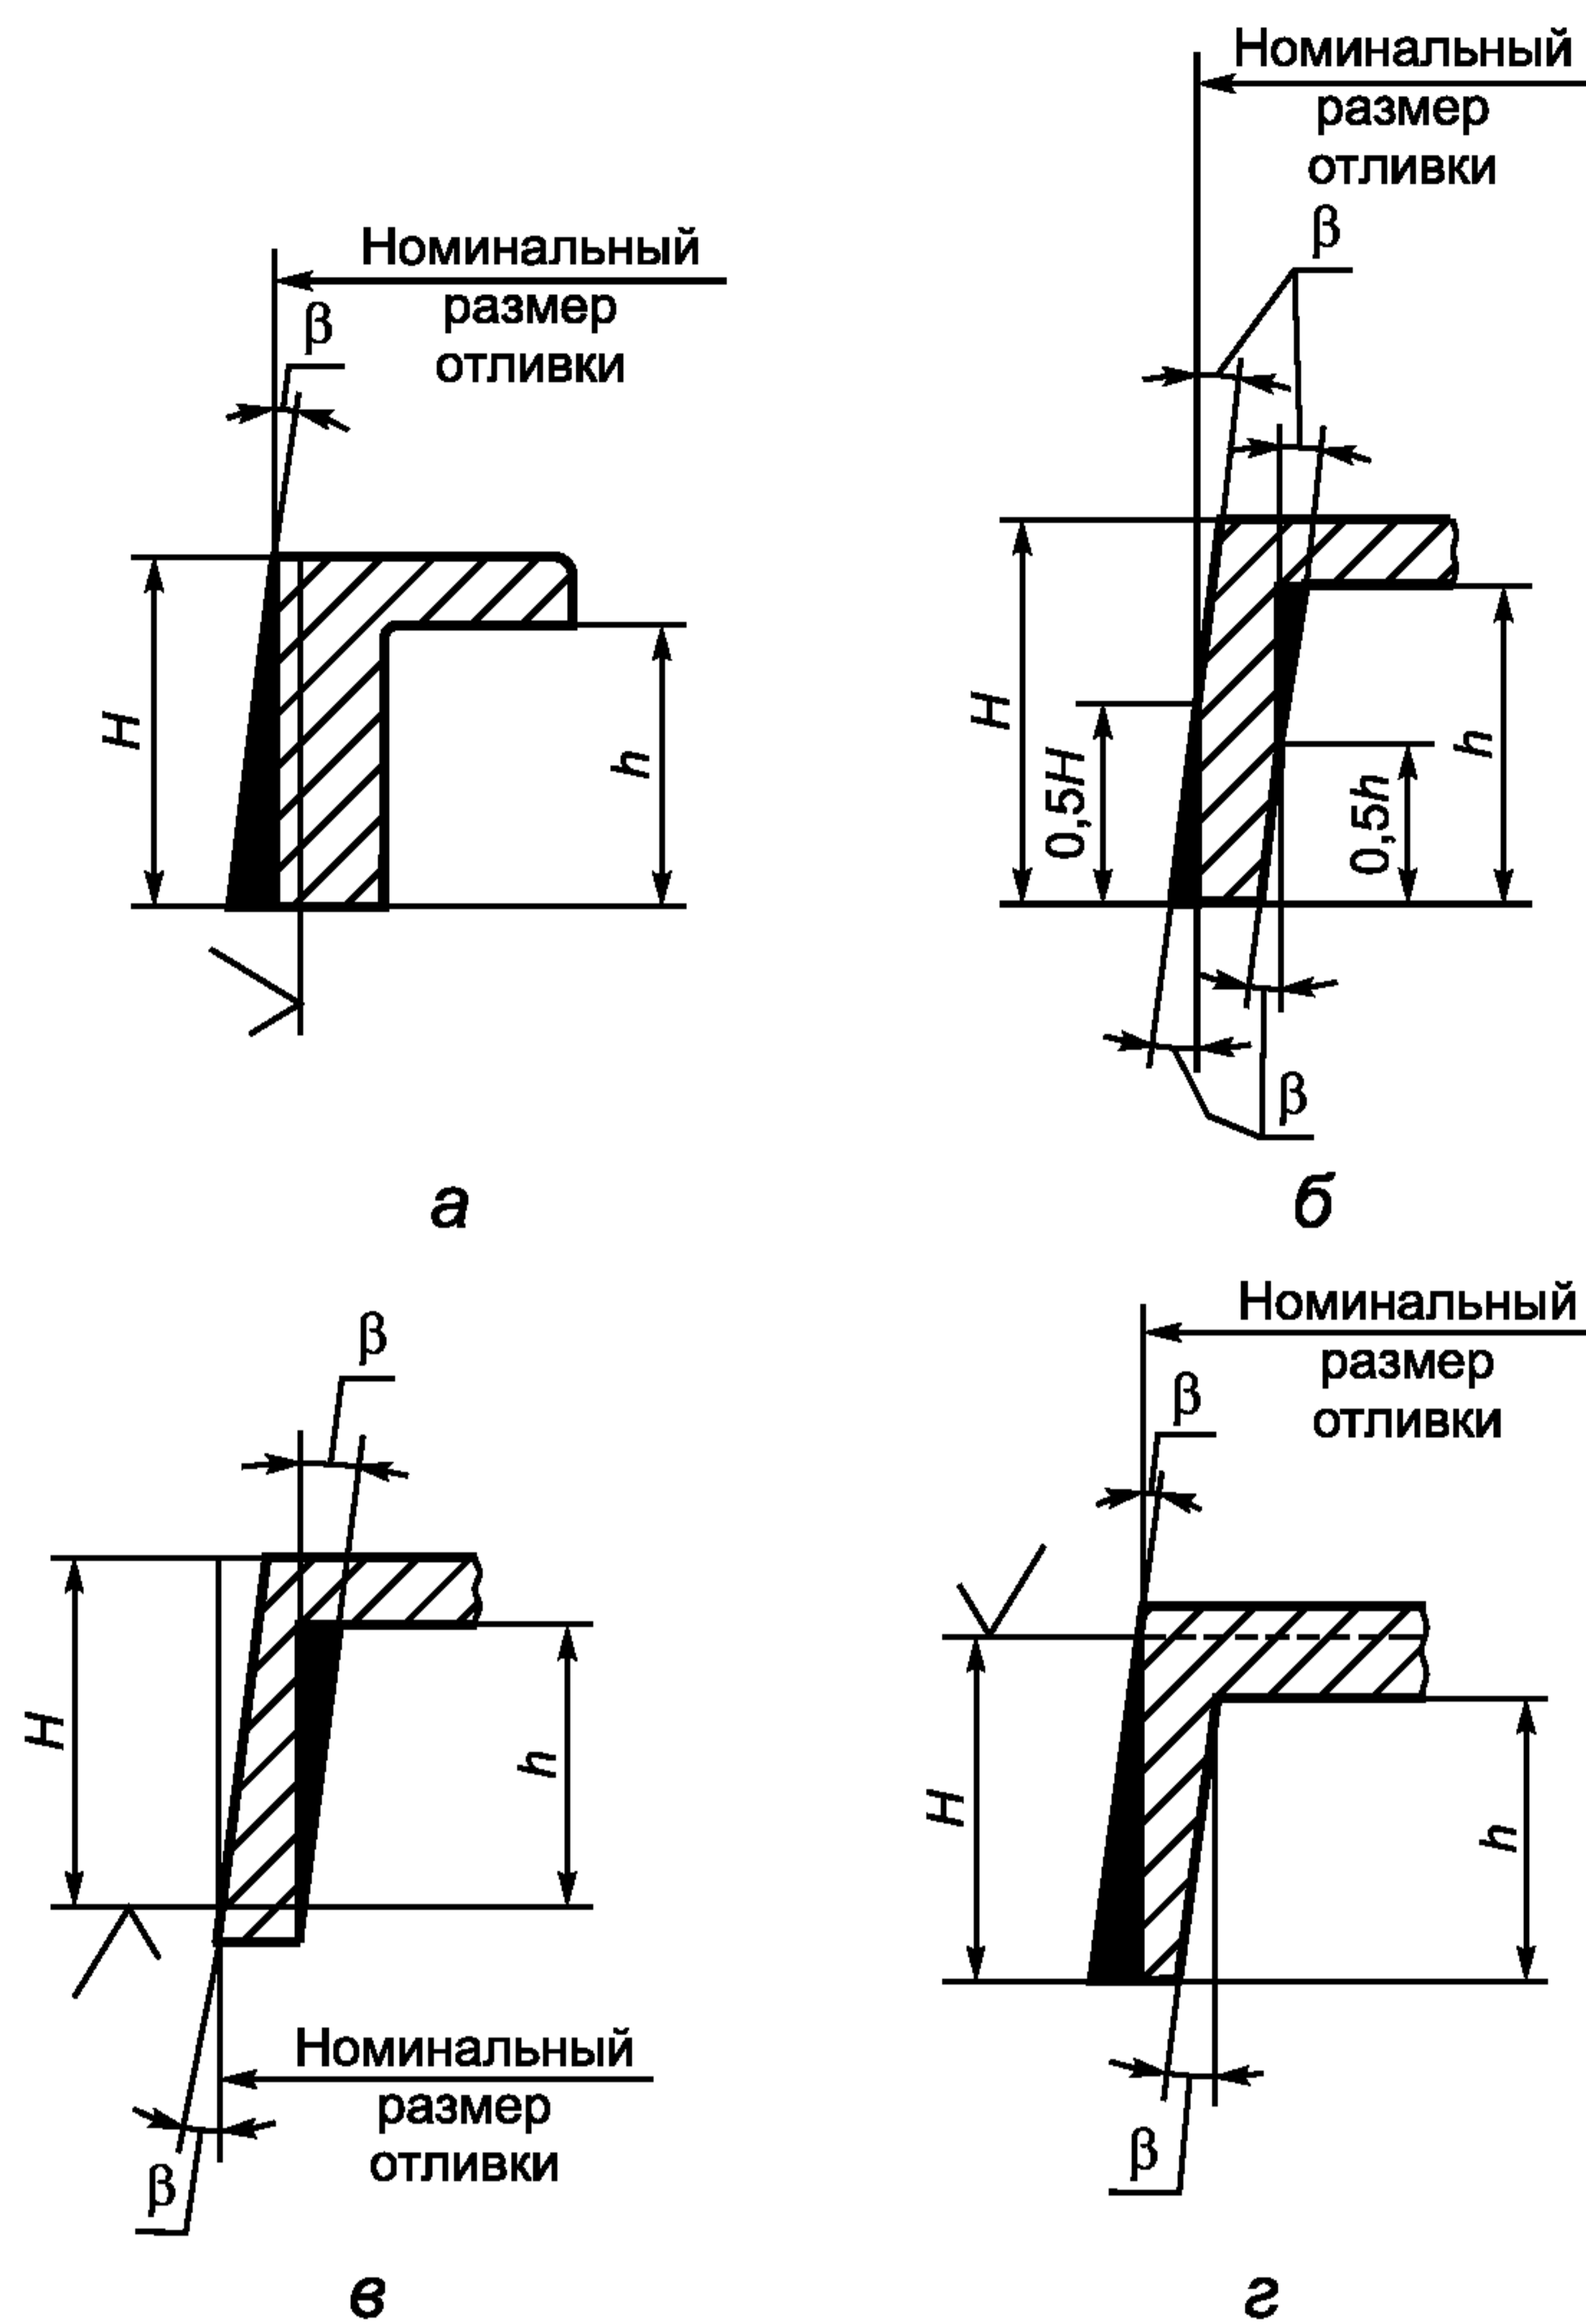 Номинальный
размер
отливки
β
H
h
а
Номинальный
размер
отливки
β
H
0,5H
0,5h
h
β
б
β
H
h
Номинальный
размер
отливки
β
в
Номинальный
размер
отливки
β
H
h
β
г